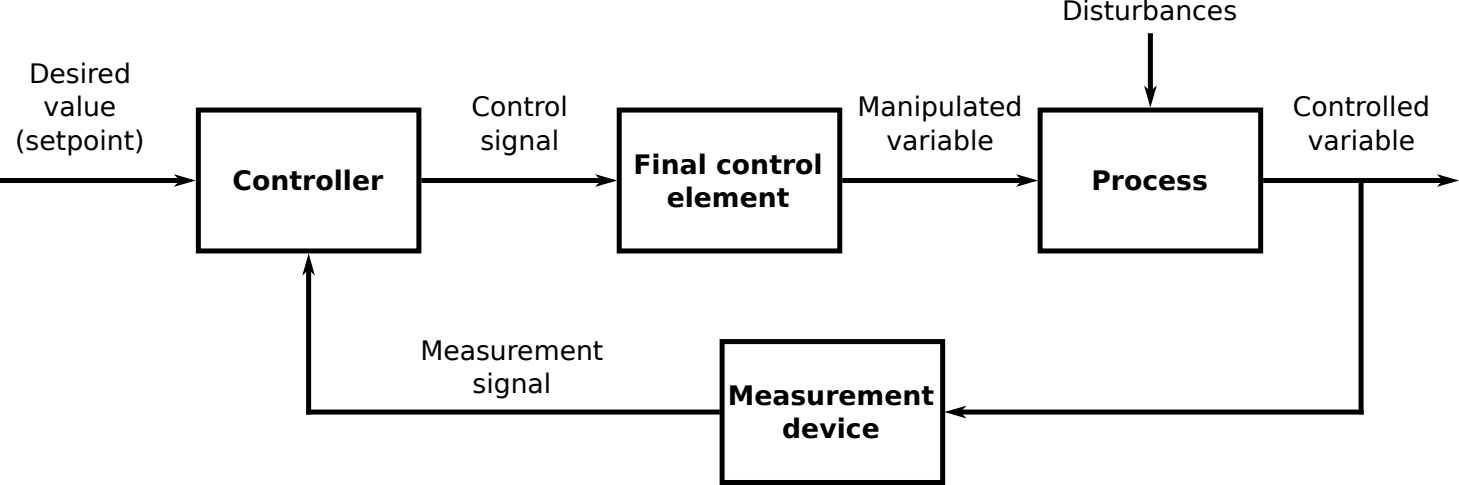 Disturbances
Desired
value
(setpoint)
Control
signal
Manipulated
variable
Controlled
variable
Controller
Final control
element
Process
Measurement
signal
Measurement
device